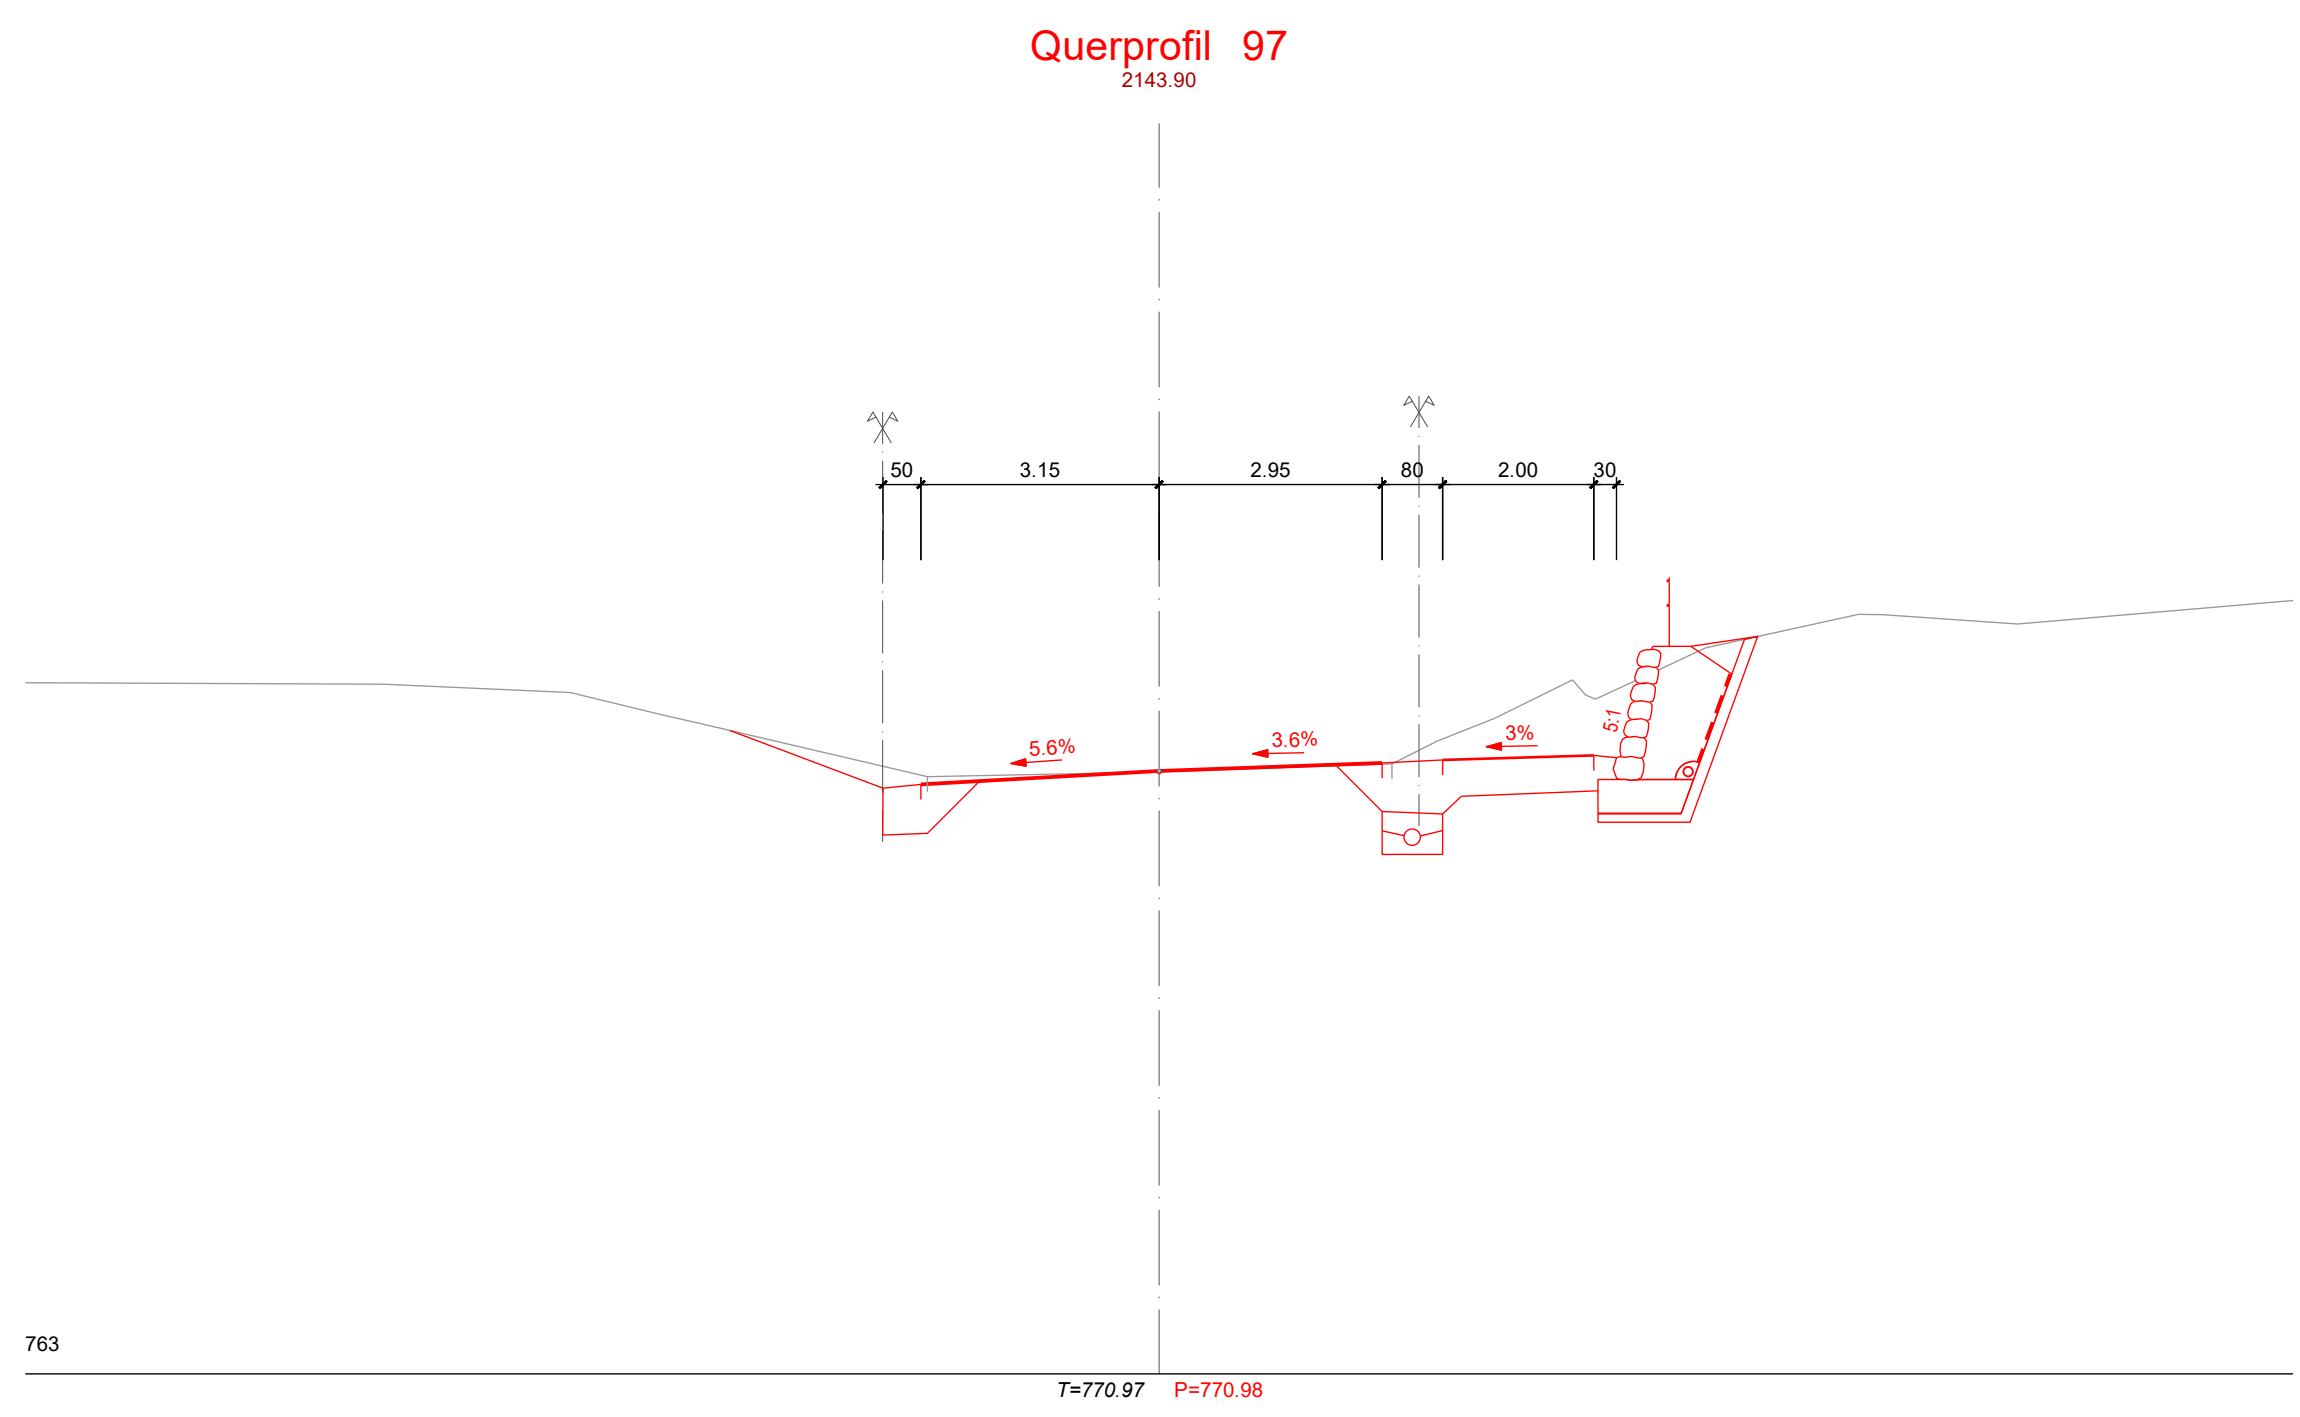 Querprofil 97
2143.90
50 3.15 2.95 80 2.00 30
5.6% 3.6% 3% 5:1
763
T=770.97 P=770.98